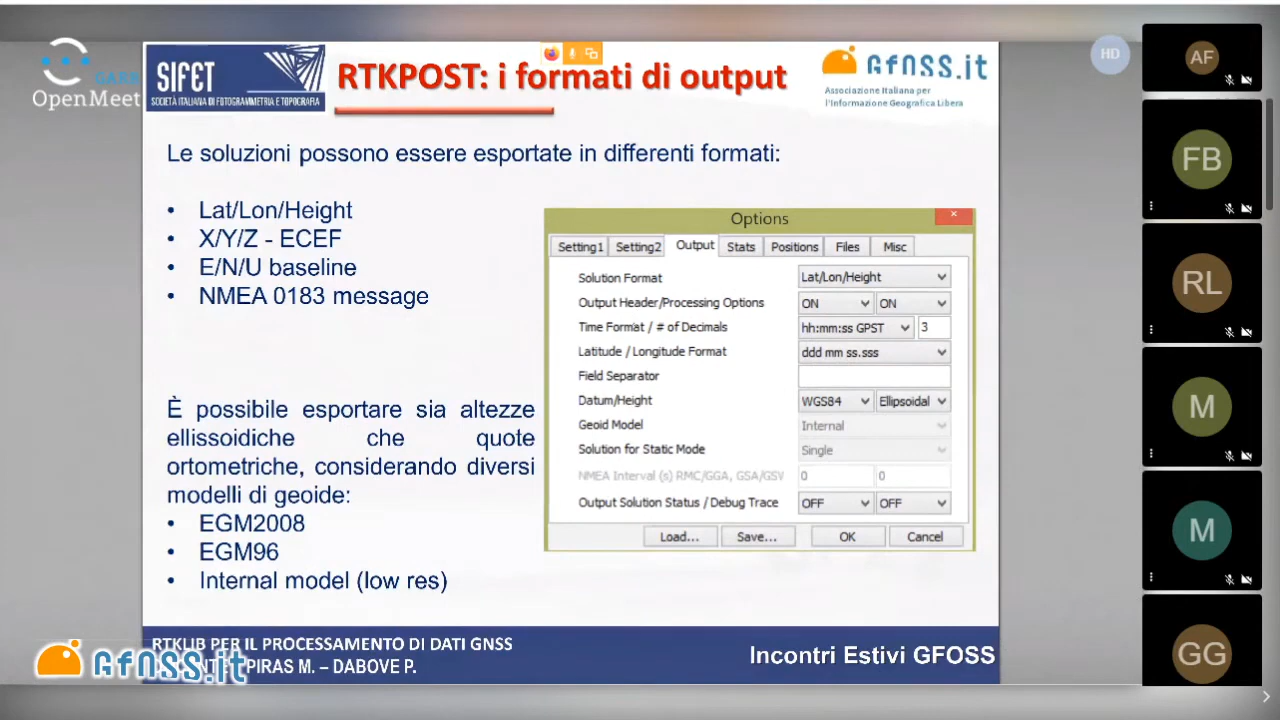 GARR
OpenMeet
SIFET
SOCIETÀ ITALIANA DI FOTOGRAMMETRIA E TOPOGRAFIA
RTKPOST: i formati di output
GFOSS.it
Associazione Italiana per
l'Informazione Geografica Libera
HD
Le soluzioni possono essere esportate in differenti formati:
• Lat/Lon/Height
• X/Y/Z - ECEF
• E/N/U baseline
• NMEA 0183 message
È possibile esportare sia altezze
ellissoidiche che quote
ortometriche, considerando diversi
modelli di geoide:
• EGM2008
• EGM96
• Internal model (low res)
Options
Setting1 Setting2 Output Stats Positions Files Misc
Solution Format Lat/Lon/Height
Output Header/Processing Options ON ON
Time Format / # of Decimals hh:mm:ss GPST 3
Latitude / Longitude Format ddd mm ss.sss
Field Separator
Datum/Height WGS84 Ellipsoidal
Geoid Model Internal
Solution for Static Mode Single
NMEA Interval (s) RMC/GGA, GSA/GSV 0 0
Output Solution Status / Debug Trace OFF OFF
Load... Save... OK Cancel
RTKLIB PER IL PROCESSAMENTO DI DATI GNSS
PIRAS M. – DABOVE P.
Incontri Estivi GFOSS
GFOSS.it
AF
FB
RL
M
M
GG